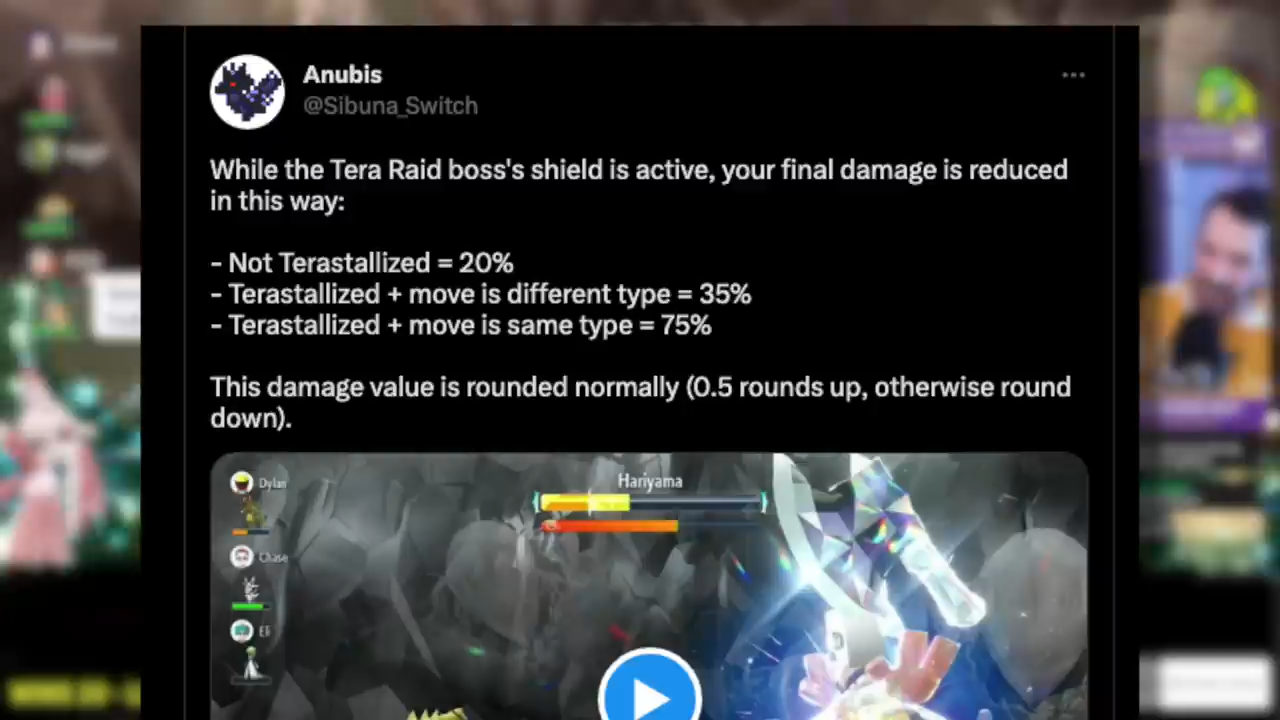 Anubis
@Sibuna_Switch
While the Tera Raid boss's shield is active, your final damage is reduced
in this way:
- Not Terastallized = 20%
- Terastallized + move is different type = 35%
- Terastallized + move is same type = 75%
This damage value is rounded normally (0.5 rounds up, otherwise round
down).
Hariyama
Dylan
Chase
Eli